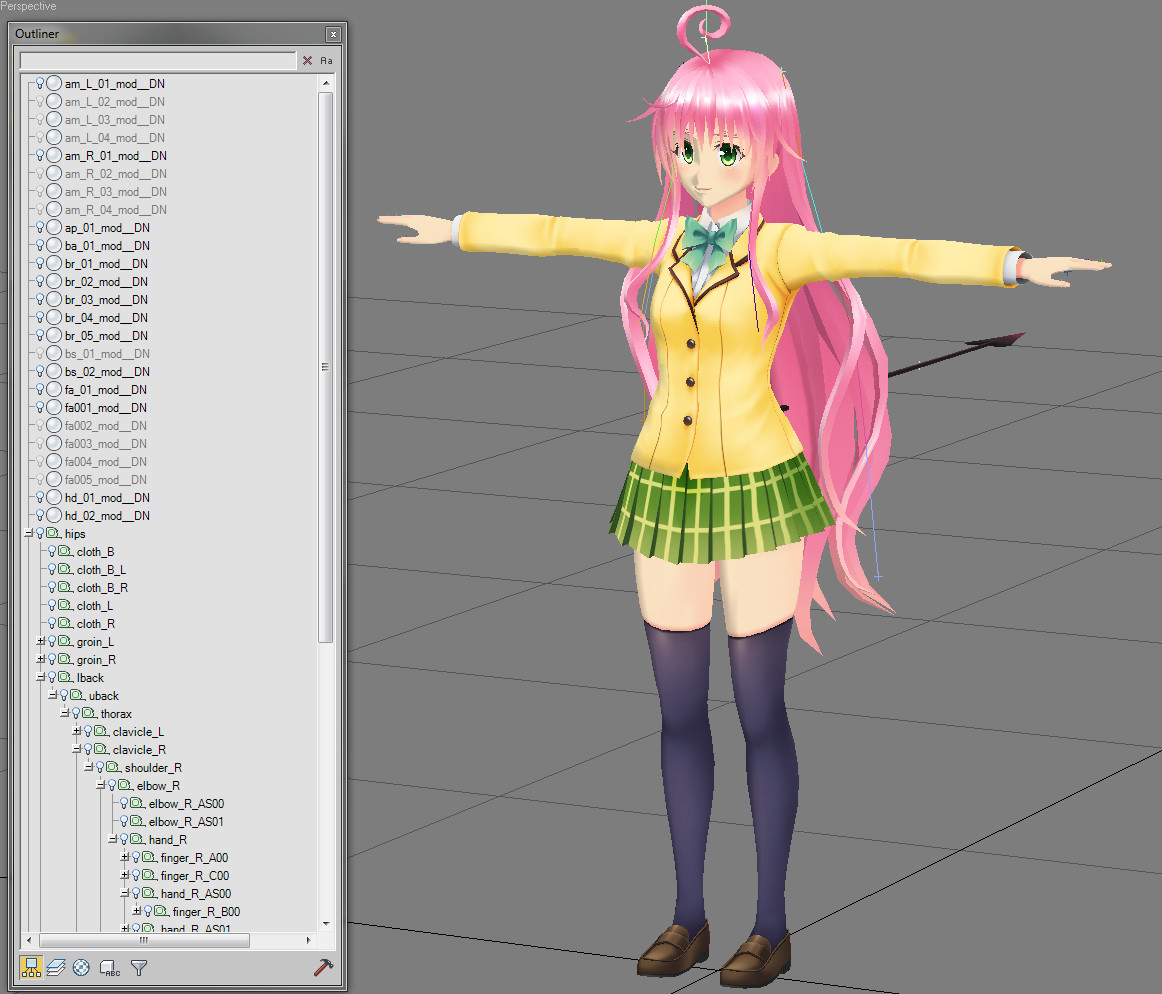 Perspective
Outliner
x
Aa
am_L_01_mod__DN
am_L_02_mod__DN
am_L_03_mod__DN
am_L_04_mod__DN
am_R_01_mod__DN
am_R_02_mod__DN
am_R_03_mod__DN
am_R_04_mod__DN
ap_01_mod__DN
ba_01_mod__DN
br_01_mod__DN
br_02_mod__DN
br_03_mod__DN
br_04_mod__DN
br_05_mod__DN
bs_01_mod__DN
bs_02_mod__DN
fa_01_mod__DN
fa001_mod__DN
fa002_mod__DN
fa003_mod__DN
fa004_mod__DN
fa005_mod__DN
hd_01_mod__DN
hd_02_mod__DN
hips
cloth_B
cloth_B_L
cloth_B_R
cloth_L
cloth_R
groin_L
groin_R
lback
uback
thorax
clavicle_L
clavicle_R
shoulder_R
elbow_R
elbow_R_AS00
elbow_R_AS01
hand_R
finger_R_A00
finger_R_C00
hand_R_AS00
finger_R_B00
hand_R_AS01
ABC